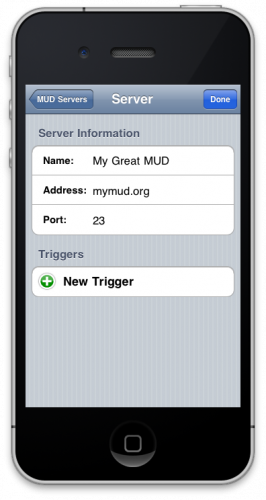 MUD Servers Server Done
Server Information
Name: My Great MUD
Address: mymud.org
Port: 23
Triggers
New Trigger